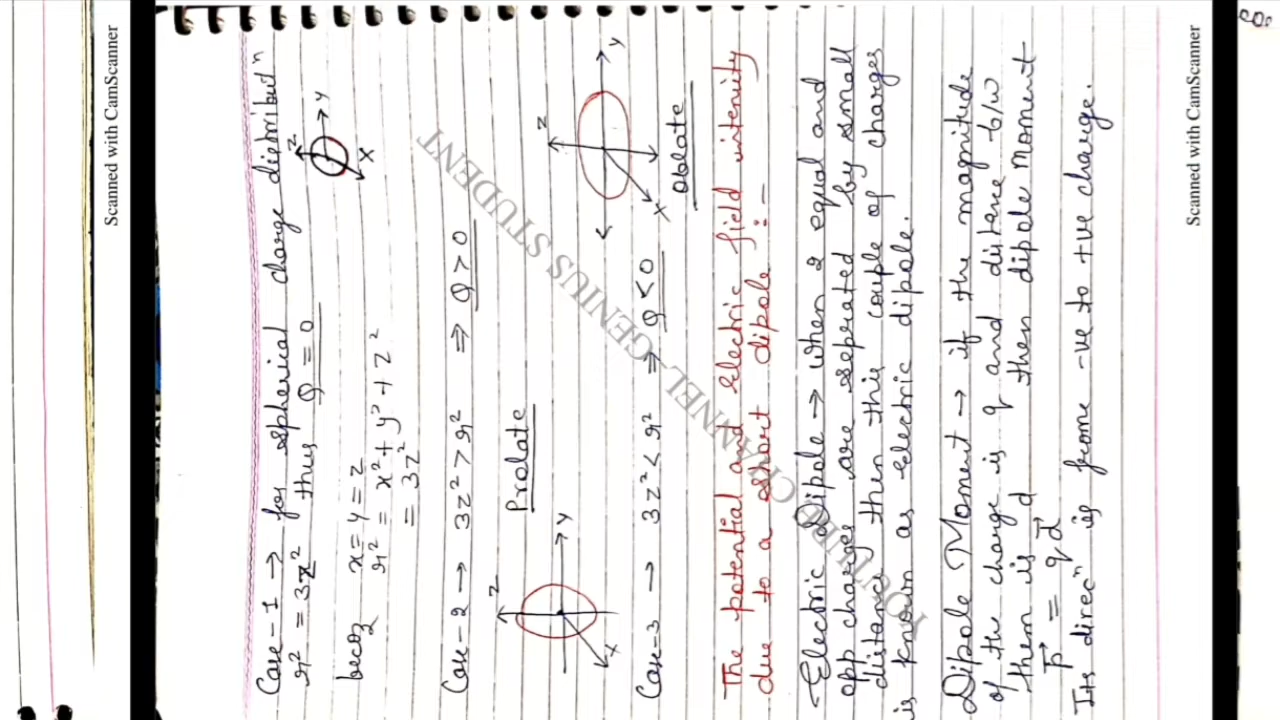 Case-1 → for spherical charge distributⁿ
r² = 3z² thus Q = 0
becoz x = y = z
r² = x² + y² + z²
= 3z²
Z
Y
X
Case-2 → 3z² > r² ⇒ Q > 0
Prolate
Z
Y
X
Case-3 → 3z² < r² ⇒ Q < 0
Z
Y
X
Oblate
The potential and electric field intenity
due to a short dipole :-
Electric dipole → when 2 equal and
opp charges are seperated by small
distance then this couple of charges
is known as electric dipole.
Dipole Moment → if the magnitude
of the charge is q and distance b/w
them is d then dipole moment
p⃗ = q d⃗
Its direcⁿ is from -ve to +ve charge.
YOUTUBE CHANNEL- GENIUS STUDENT
Scanned with CamScanner
Scanned with CamScanner